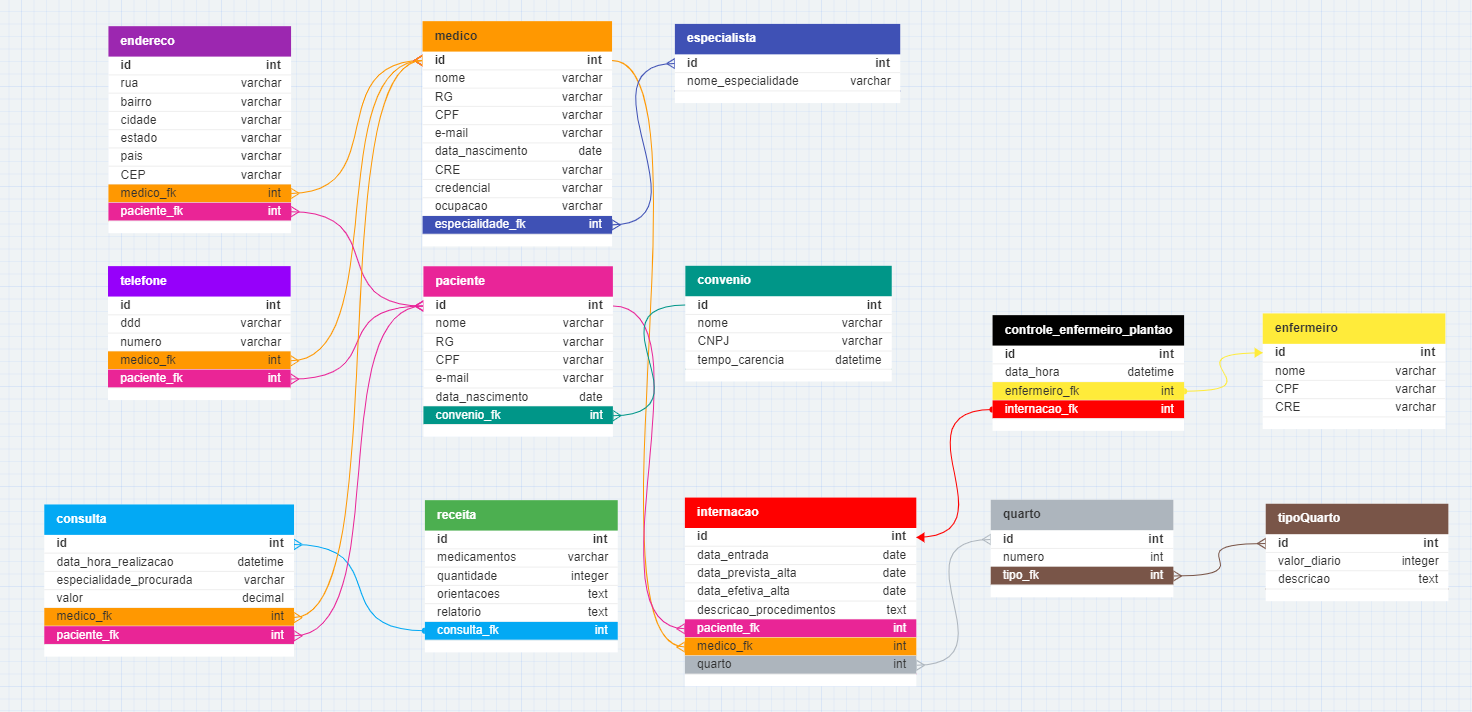 endereco
id int
rua varchar
bairro varchar
cidade varchar
estado varchar
pais varchar
CEP varchar
medico_fk int
paciente_fk int
medico
id int
nome varchar
RG varchar
CPF varchar
e-mail varchar
data_nascimento date
CRE varchar
credencial varchar
ocupacao varchar
especialidade_fk int
especialista
id int
nome_especialidade varchar
telefone
id int
ddd varchar
numero varchar
medico_fk int
paciente_fk int
paciente
id int
nome varchar
RG varchar
CPF varchar
e-mail varchar
data_nascimento date
convenio_fk int
convenio
id int
nome varchar
CNPJ varchar
tempo_carencia datetime
controle_enfermeiro_plantao
id int
data_hora datetime
enfermeiro_fk int
internacao_fk int
enfermeiro
id int
nome varchar
CPF varchar
CRE varchar
consulta
id int
data_hora_realizacao datetime
especialidade_procurada varchar
valor decimal
medico_fk int
paciente_fk int
receita
id int
medicamentos varchar
quantidade integer
orientacoes text
relatorio text
consulta_fk int
internacao
id int
data_entrada date
data_prevista_alta date
data_efetiva_alta date
descricao_procedimentos text
paciente_fk int
medico_fk int
quarto int
quarto
id int
numero int
tipo_fk int
tipoQuarto
id int
valor_diario integer
descricao text